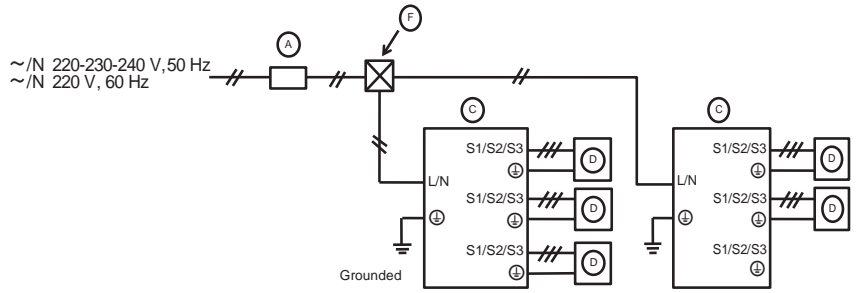 F
A
~/N 220-230-240 V,50 Hz
~/N 220 V, 60 Hz
C
C
S1/S2/S3
D
S1/S2/S3
D
L/N
L/N
S1/S2/S3
D
S1/S2/S3
D
S1/S2/S3
D
S1/S2/S3
Grounded